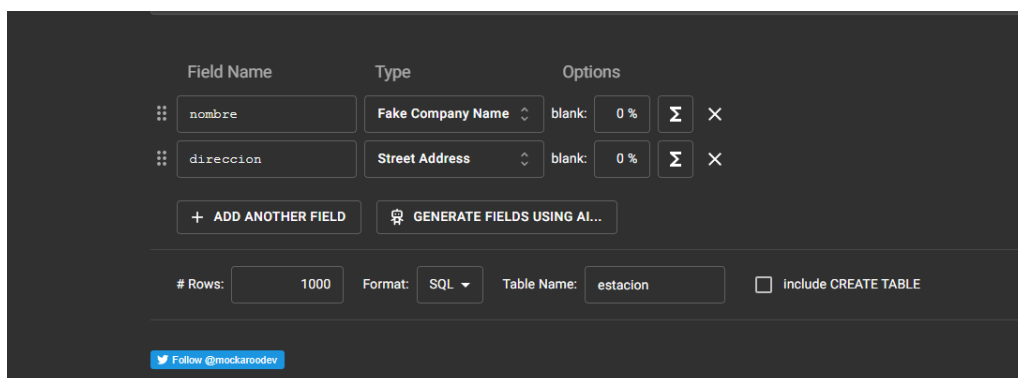 Field Name Type Options
nombre Fake Company Name blank: 0 % Σ ×
direccion Street Address blank: 0 % Σ ×
+ ADD ANOTHER FIELD GENERATE FIELDS USING AI...
# Rows: 1000 Format: SQL Table Name: estacion include CREATE TABLE
Follow @mockaroodev